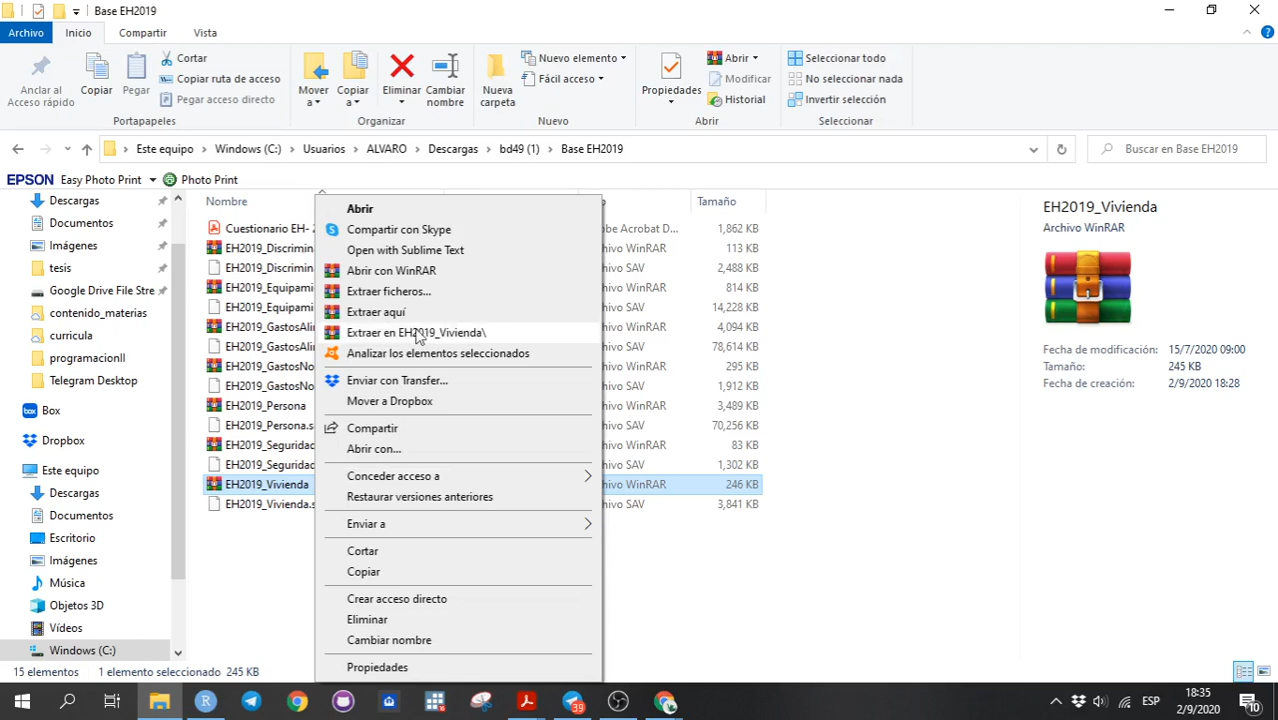 Base EH2019
Archivo
Inicio
Compartir
Vista
Anclar al
Acceso rápido
Copiar
Pegar
Cortar
Copiar ruta de acceso
Pegar acceso directo
Portapapeles
Mover
a
Copiar
a
Eliminar
Cambiar
nombre
Organizar
Nueva
carpeta
Nuevo elemento
Fácil acceso
Nuevo
Propiedades
Abrir
Modificar
Historial
Abrir
Seleccionar todo
No seleccionar nada
Invertir selección
Seleccionar
Este equipo
Windows (C:)
Usuarios
ALVARO
Descargas
bd49 (1)
Base EH2019
Buscar en Base EH2019
EPSON
Easy Photo Print
Photo Print
Descargas
Documentos
Imágenes
tesis
Google Drive File Stre
contenido_materias
curricula
programacionII
Telegram Desktop
Box
Dropbox
Este equipo
Descargas
Documentos
Escritorio
Imágenes
Música
Objetos 3D
Vídeos
Windows (C:)
Nombre
Tamaño
Cuestionario EH- 
be Acrobat D... 1,862 KB
EH2019_Discrimin
hivo WinRAR 113 KB
EH2019_Discrimin
hivo SAV 2,488 KB
EH2019_Equipami
hivo WinRAR 814 KB
EH2019_Equipami
hivo SAV 14,228 KB
EH2019_GastosAli
hivo WinRAR 4,094 KB
EH2019_GastosAli
hivo SAV 78,614 KB
EH2019_GastosNo
hivo WinRAR 295 KB
EH2019_GastosNo
hivo SAV 1,912 KB
EH2019_Persona
hivo WinRAR 3,489 KB
EH2019_Persona.s
hivo SAV 70,256 KB
EH2019_Seguridad
hivo WinRAR 83 KB
EH2019_Seguridad
hivo SAV 1,302 KB
EH2019_Vivienda
hivo WinRAR 246 KB
EH2019_Vivienda.s
hivo SAV 3,841 KB
Abrir
Compartir con Skype
Open with Sublime Text
Abrir con WinRAR
Extraer ficheros...
Extraer aquí
Extraer en EH2019_Vivienda\
Analizar los elementos seleccionados
Enviar con Transfer...
Mover a Dropbox
Compartir
Abrir con...
Conceder acceso a
Restaurar versiones anteriores
Enviar a
Cortar
Copiar
Crear acceso directo
Eliminar
Cambiar nombre
Propiedades
EH2019_Vivienda
Archivo WinRAR
Fecha de modificación: 15/7/2020 09:00
Tamaño: 245 KB
Fecha de creación: 2/9/2020 18:28
15 elementos
1 elemento seleccionado 245 KB
39
ESP
18:35
2/9/2020
10